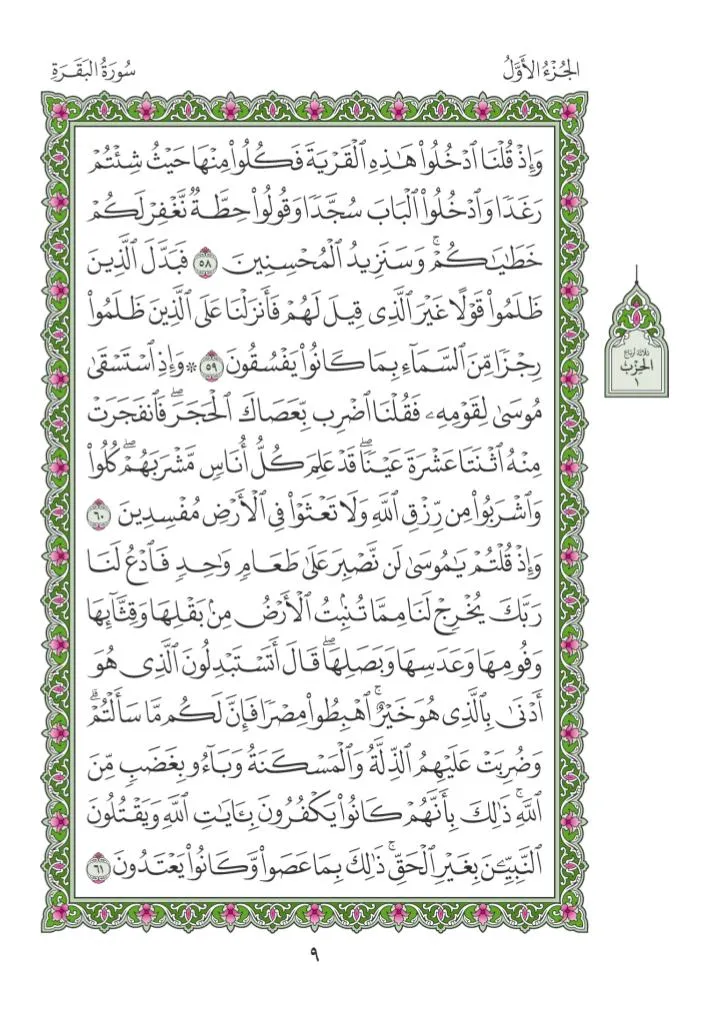 الجُزْءُ الأَوَّلُ
سُورَةُ البَقَرَةِ
وَإِذۡ قُلۡنَا ٱدۡخُلُواْ هَٰذِهِ ٱلۡقَرۡيَةَ فَكُلُواْ مِنۡهَا حَيۡثُ شِئۡتُمۡ
رَغَدٗا وَٱدۡخُلُواْ ٱلۡبَابَ سُجَّدٗا وَقُولُواْ حِطَّةٞ نَّغۡفِرۡ لَكُمۡ
خَطَٰيَٰكُمۡۚ وَسَنَزِيدُ ٱلۡمُحۡسِنِينَ ٥٨ فَبَدَّلَ ٱلَّذِينَ
ظَلَمُواْ قَوۡلًا غَيۡرَ ٱلَّذِي قِيلَ لَهُمۡ فَأَنزَلۡنَا عَلَى ٱلَّذِينَ ظَلَمُواْ
رِجۡزٗا مِّنَ ٱلسَّمَآءِ بِمَا كَانُواْ يَفۡسُقُونَ ٥٩ * وَإِذِ ٱسۡتَسۡقَىٰ
مُوسَىٰ لِقَوۡمِهِۦ فَقُلۡنَا ٱضۡرِب بِّعَصَاكَ ٱلۡحَجَرَۖ فَٱنفَجَرَتۡ
مِنۡهُ ٱثۡنَتَا عَشۡرَةَ عَيۡنٗاۖ قَدۡ عَلِمَ كُلُّ أُنَاسٖ مَّشۡرَبَهُمۡۖ كُلُواْ
وَٱشۡرَبُواْ مِن رِّزۡقِ ٱللَّهِ وَلَا تَعۡثَوۡاْ فِي ٱلۡأَرۡضِ مُفۡسِدِينَ ٦٠
وَإِذۡ قُلۡتُمۡ يَٰمُوسَىٰ لَن نَّصۡبِرَ عَلَىٰ طَعَامٖ وَٰحِدٖ فَٱدۡعُ لَنَا
رَبَّكَ يُخۡرِجۡ لَنَا مِمَّا تُنۢبِتُ ٱلۡأَرۡضُ مِنۢ بَقۡلِهَا وَقِثَّآئِهَا
وَفُومِهَا وَعَدَسِهَا وَبَصَلِهَاۖ قَالَ أَتَسۡتَبۡدِلُونَ ٱلَّذِي هُوَ
أَدۡنَىٰ بِٱلَّذِي هُوَ خَيۡرٌۚ ٱهۡبِطُواْ مِصۡرٗا فَإِنَّ لَكُم مَّا سَأَلۡتُمۡۗ
وَضُرِبَتۡ عَلَيۡهِمُ ٱلذِّلَّةُ وَٱلۡمَسۡكَنَةُ وَبَآءُو بِغَضَبٖ مِّنَ
ٱللَّهِۚ ذَٰلِكَ بِأَنَّهُمۡ كَانُواْ يَكۡفُرُونَ بِـَٔايَٰتِ ٱللَّهِ وَيَقۡتُلُونَ
ٱلنَّبِيِّـۧنَ بِغَيۡرِ ٱلۡحَقِّۚ ذَٰلِكَ بِمَا عَصَواْ وَّكَانُواْ يَعۡتَدُونَ ٦١
ثلاثة أرباع
الحزب
١
٩